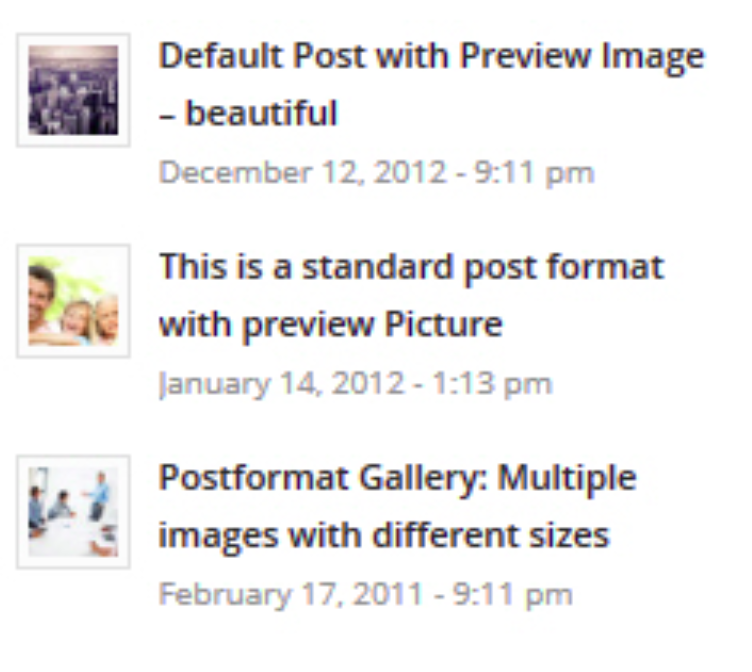 Default Post with Preview Image
– beautiful
December 12, 2012 - 9:11 pm
This is a standard post format
with preview Picture
January 14, 2012 - 1:13 pm
Postformat Gallery: Multiple
images with different sizes
February 17, 2011 - 9:11 pm